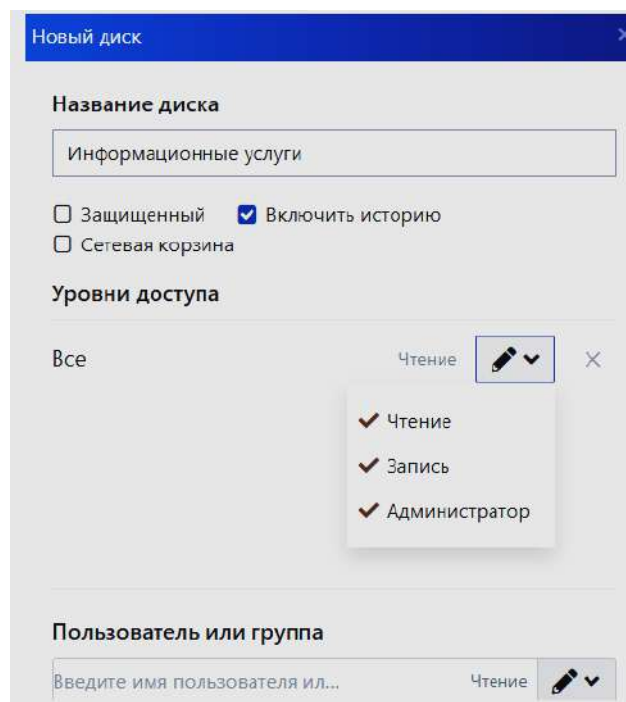 Новый диск
Название диска
Информационные услуги
Защищенный Включить историю
Сетевая корзина
Уровни доступа
Все Чтение
Чтение
Запись
Администратор
Пользователь или группа
Введите имя пользователя ил... Чтение